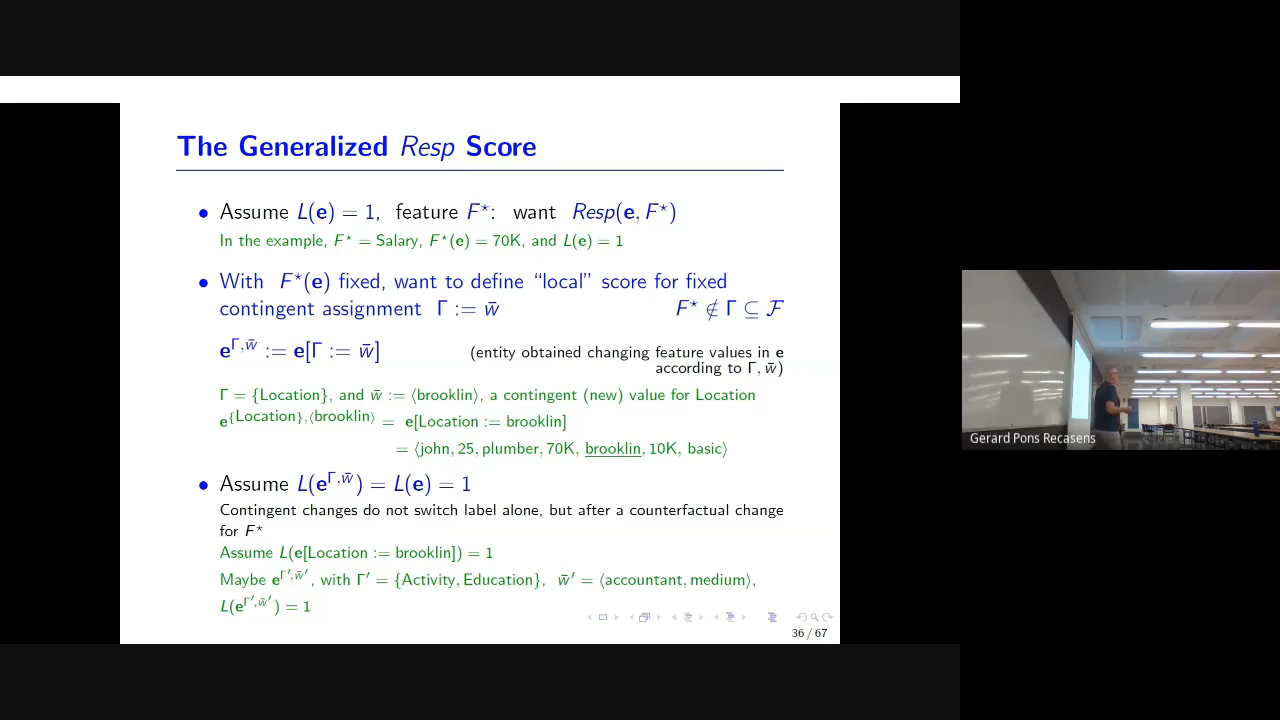 The Generalized Resp Score
• Assume L(e) = 1, feature F⋆: want Resp(e, F⋆)
In the example, F⋆ = Salary, F⋆(e) = 70K, and L(e) = 1
• With F⋆(e) fixed, want to define “local” score for fixed
contingent assignment Γ := w̄ F⋆ ∉ Γ ⊆ ℱ
e^{Γ,w̄} := e[Γ := w̄] (entity obtained changing feature values in e
according to Γ, w̄)
Γ = {Location}, and w̄ := ⟨brooklin⟩, a contingent (new) value for Location
e^{{Location},⟨brooklin⟩} = e[Location := brooklin]
= ⟨john, 25, plumber, 70K, brooklin, 10K, basic⟩
• Assume L(e^{Γ,w̄}) = L(e) = 1
Contingent changes do not switch label alone, but after a counterfactual change
for F⋆
Assume L(e[Location := brooklin]) = 1
Maybe e^{Γ′,w̄′}, with Γ′ = {Activity, Education}, w̄′ = ⟨accountant, medium⟩,
L(e^{Γ′,w̄′}) = 1
36 / 67
Gerard Pons Recasens